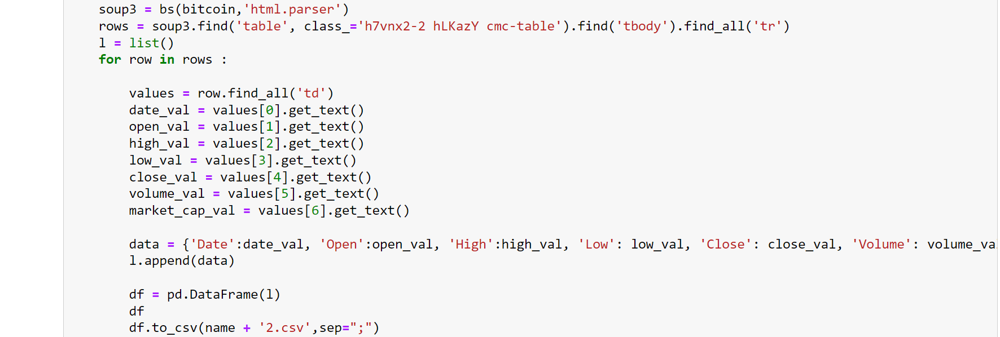 soup3 = bs(bitcoin,'html.parser')
rows = soup3.find('table', class_='h7vnx2-2 hLKazY cmc-table').find('tbody').find_all('tr')
l = list()
for row in rows :
values = row.find_all('td')
date_val = values[0].get_text()
open_val = values[1].get_text()
high_val = values[2].get_text()
low_val = values[3].get_text()
close_val = values[4].get_text()
volume_val = values[5].get_text()
market_cap_val = values[6].get_text()
data = {'Date':date_val, 'Open':open_val, 'High':high_val, 'Low': low_val, 'Close': close_val, 'Volume': volume_va
l.append(data)
df = pd.DataFrame(l)
df
df.to_csv(name + '2.csv',sep=";")